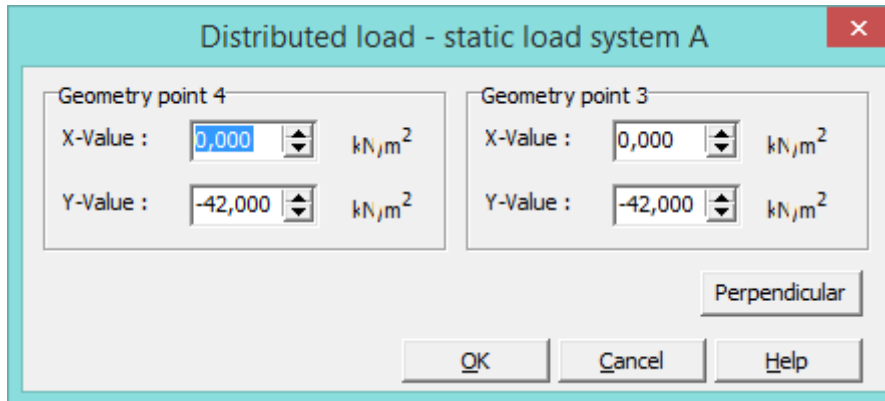 Distributed load - static load system A
Geometry point 4
X-Value : 0,000 kN/m²
Y-Value : -42,000 kN/m²
Geometry point 3
X-Value : 0,000 kN/m²
Y-Value : -42,000 kN/m²
Perpendicular
OK Cancel Help